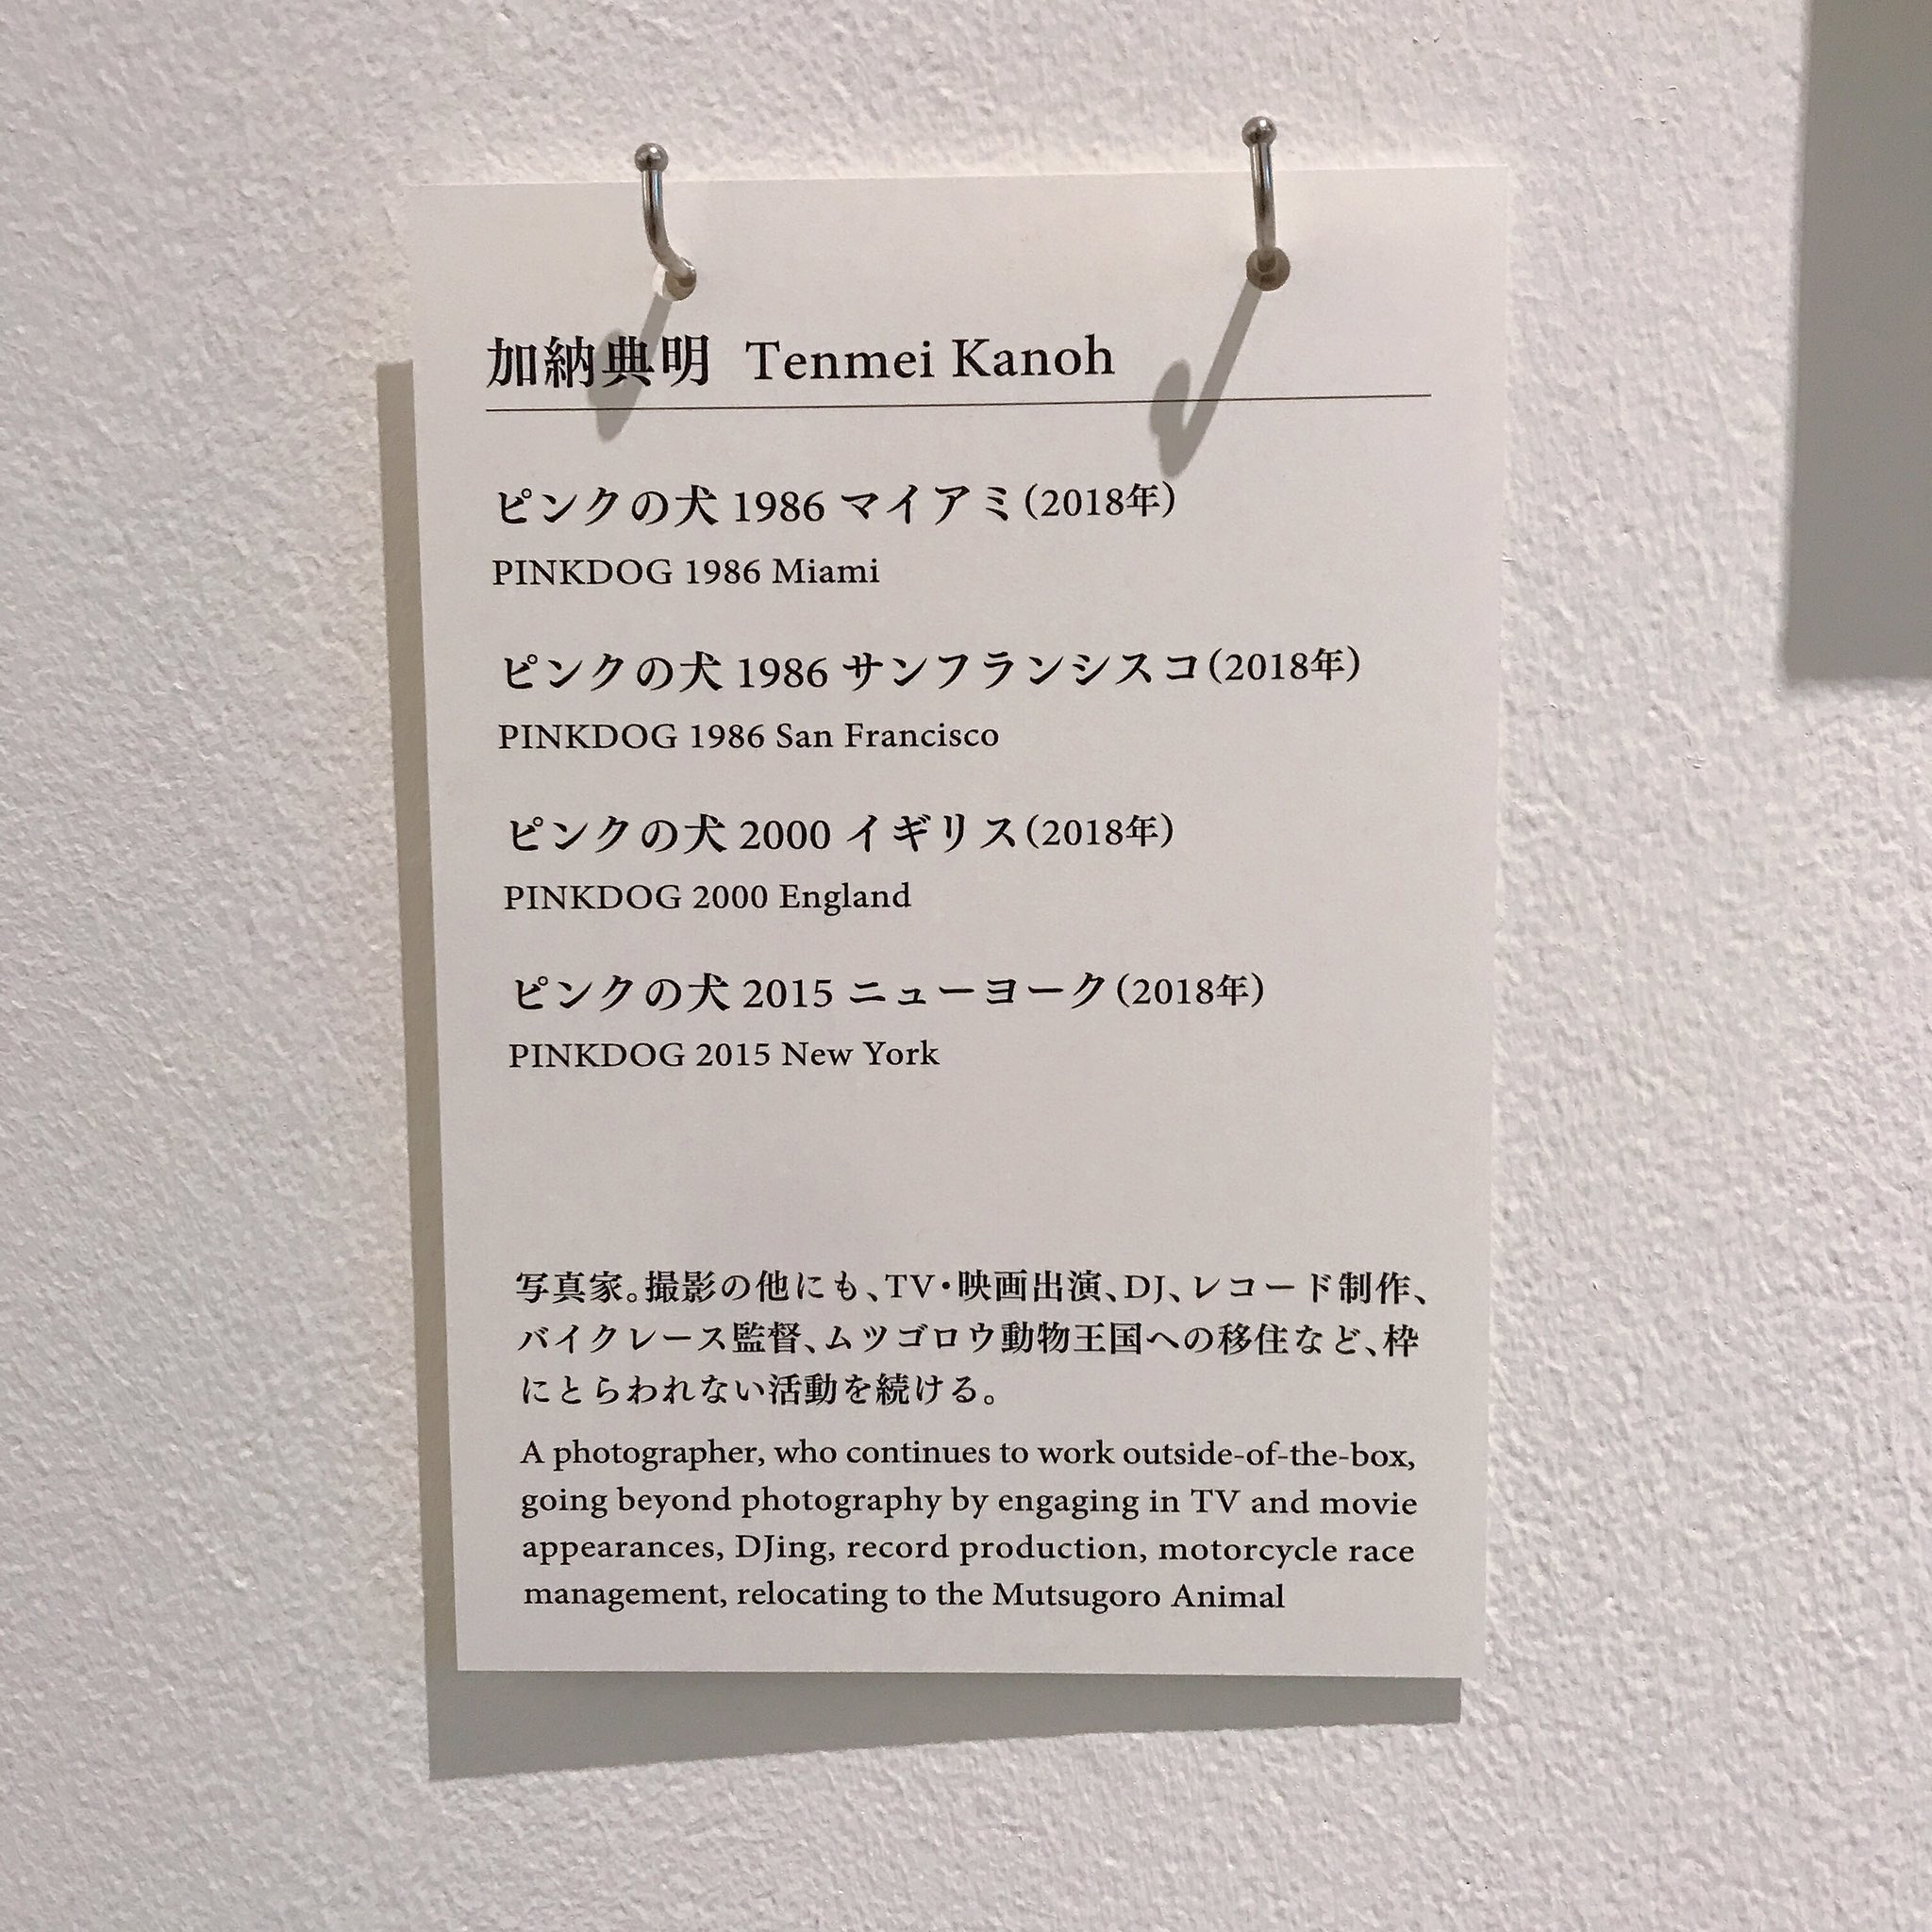 加納典明 Tenmei Kanoh
ピンクの犬 1986 マイアミ(2018年)
PINKDOG 1986 Miami
ピンクの犬 1986 サンフランシスコ(2018年)
PINKDOG 1986 San Francisco
ピンクの犬 2000 イギリス(2018年)
PINKDOG 2000 England
ピンクの犬 2015 ニューヨーク(2018年)
PINKDOG 2015 New York
写真家。撮影の他にも、TV・映画出演、DJ、レコード制作、
バイクレース監督、ムツゴロウ動物王国への移住など、枠
にとらわれない活動を続ける。
A photographer, who continues to work outside-of-the-box,
going beyond photography by engaging in TV and movie
appearances, DJing, record production, motorcycle race
management, relocating to the Mutsugoro Animal